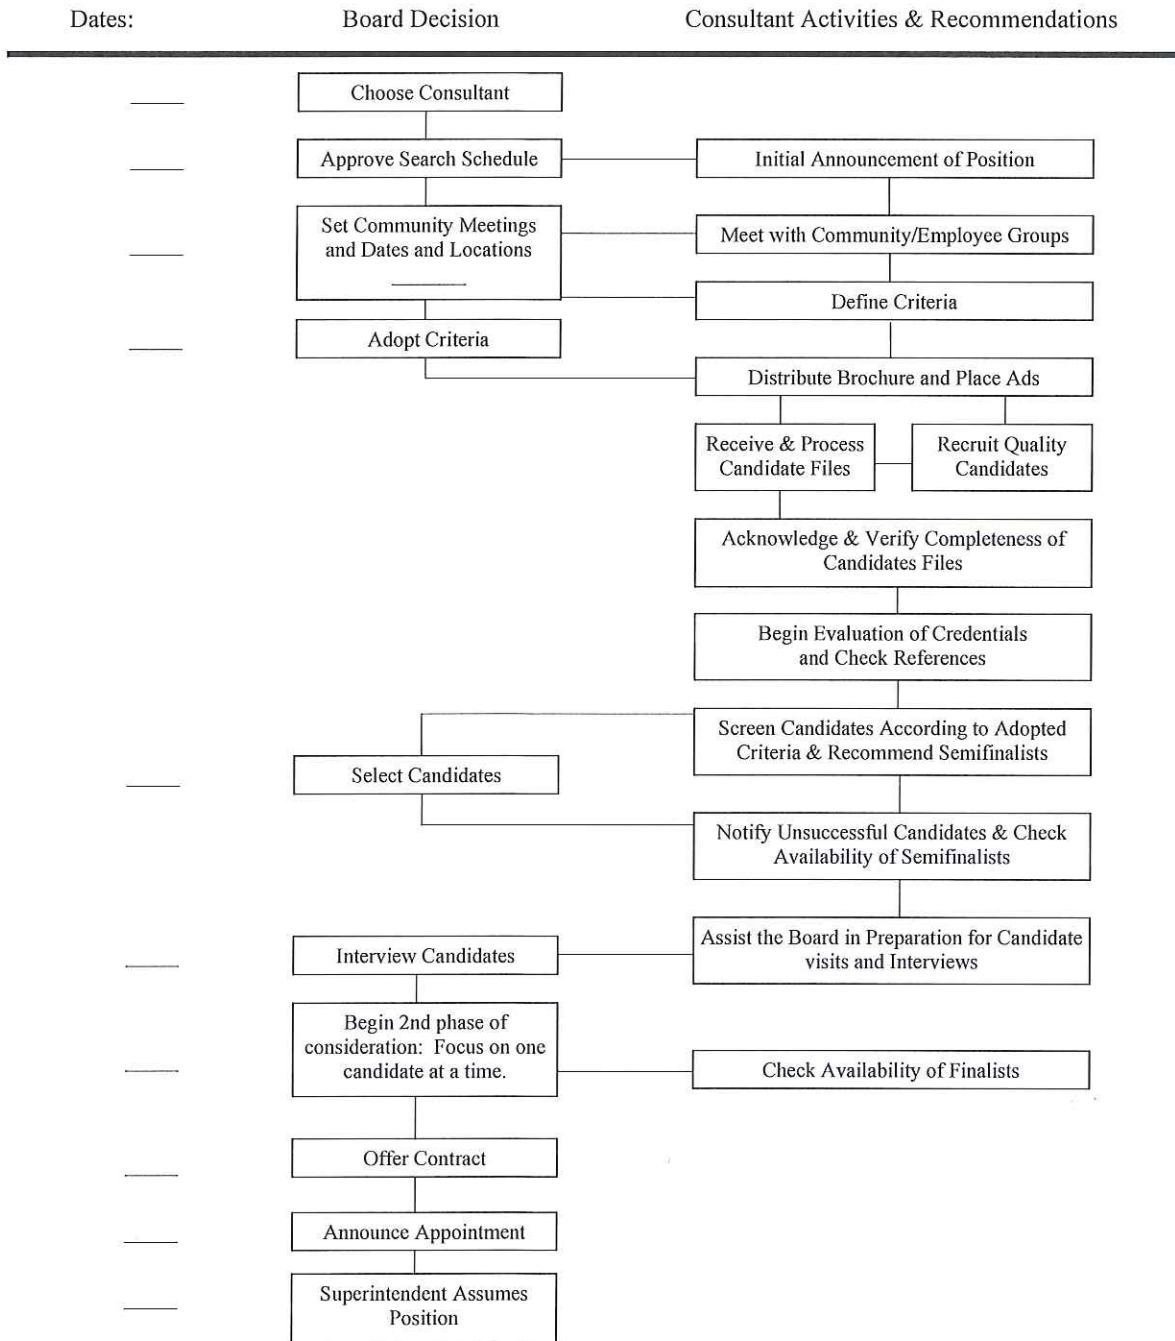 Dates: Board Decision Consultant Activities & Recommendations
Choose Consultant
Approve Search Schedule
Initial Announcement of Position
Set Community Meetings
and Dates and Locations
Meet with Community/Employee Groups
Define Criteria
Adopt Criteria
Distribute Brochure and Place Ads
Receive & Process
Candidate Files
Recruit Quality
Candidates
Acknowledge & Verify Completeness of
Candidates Files
Begin Evaluation of Credentials
and Check References
Screen Candidates According to Adopted
Criteria & Recommend Semifinalists
Select Candidates
Notify Unsuccessful Candidates & Check
Availability of Semifinalists
Interview Candidates
Assist the Board in Preparation for Candidate
visits and Interviews
Begin 2nd phase of
consideration: Focus on one
candidate at a time.
Check Availability of Finalists
Offer Contract
Announce Appointment
Superintendent Assumes
Position